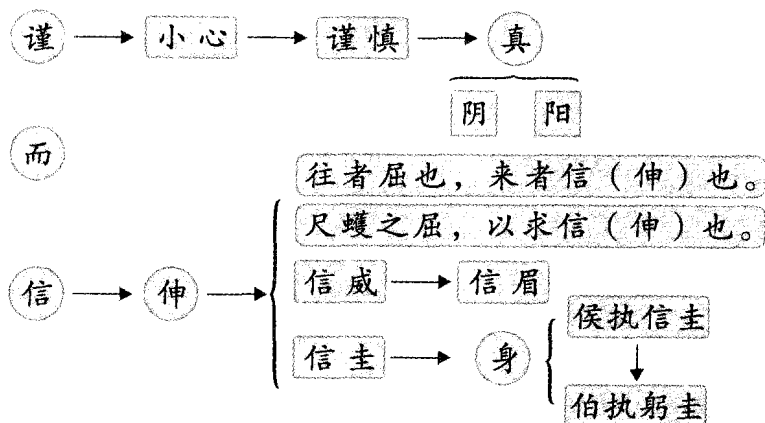 谨 小心 谨慎 真
阴 阳
而
往者屈也，来者信（伸）也。
尺蠖之屈，以求信（伸）也。
信 伸 信威 信眉
侯执信圭
信圭 身
伯执躬圭